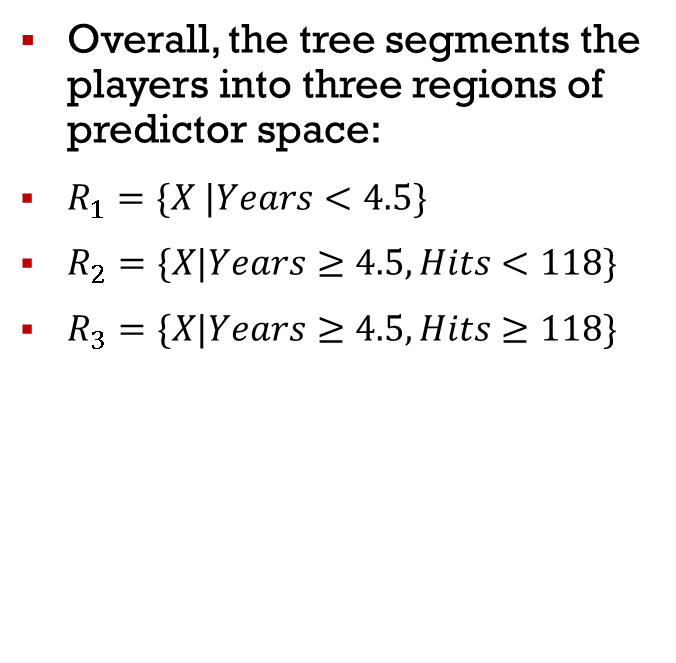 ▪ Overall, the tree segments the
players into three regions of
predictor space:
▪ R₁ = {X |Years < 4.5}
▪ R₂ = {X|Years ≥ 4.5, Hits < 118}
▪ R₃ = {X|Years ≥ 4.5, Hits ≥ 118}